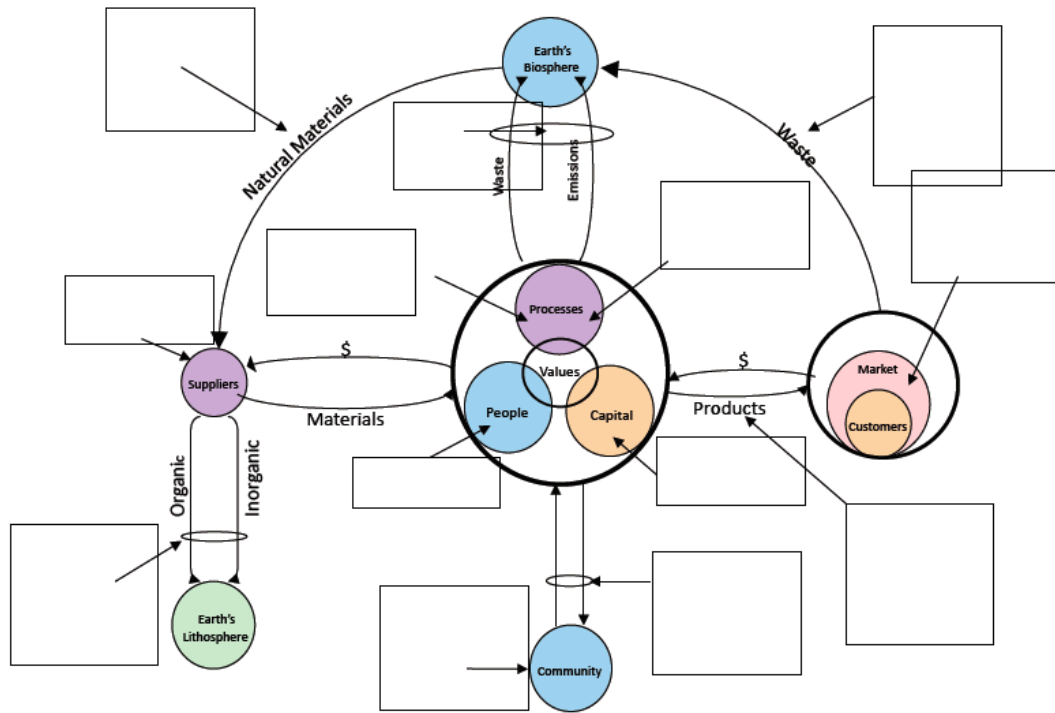 Earth's
Biosphere
Natural Materials
Waste
Emissions
Waste
Processes
$
Values
$
Market
Suppliers
Materials
People
Capital
Products
Customers
Organic
Inorganic
Earth's
Lithosphere
Community